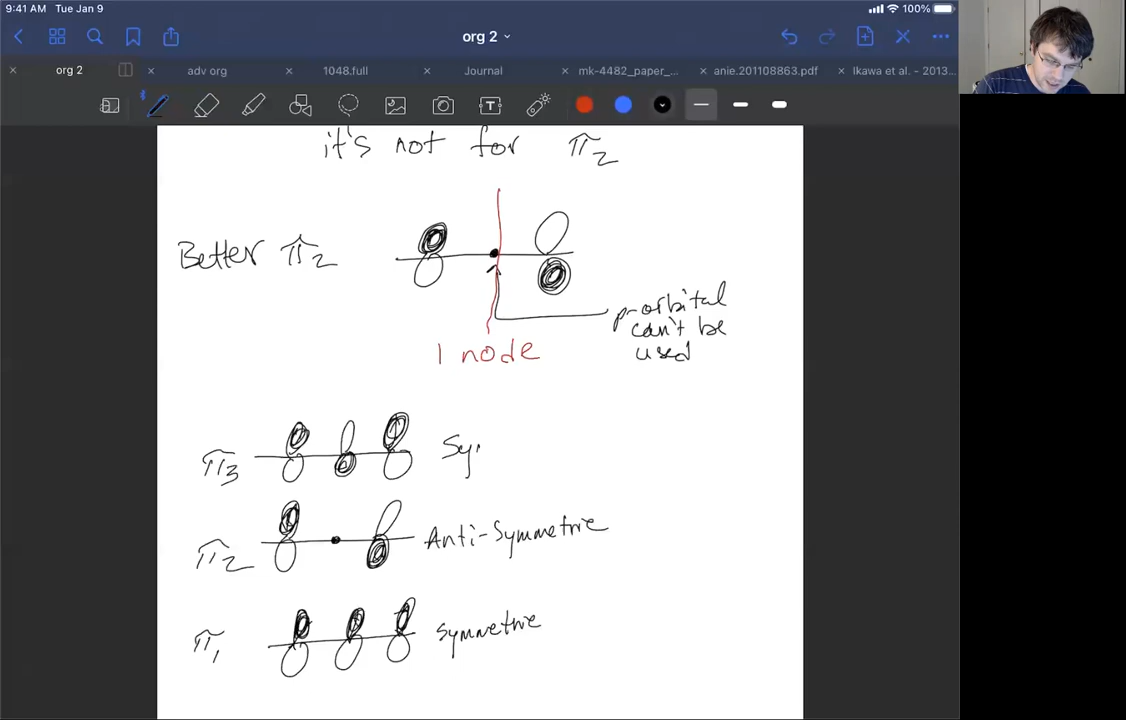 9:41 AM Tue Jan 9
100%
org 2
org 2
adv org
1048.full
Journal
mk-4482_paper_...
anie.201108863.pdf
Ikawa et al. - 2013...
it's not for π2
Better π2
p-orbital
can't be
used
1 node
π3 Sy
π2 Anti-Symmetric
π1 Symmetric